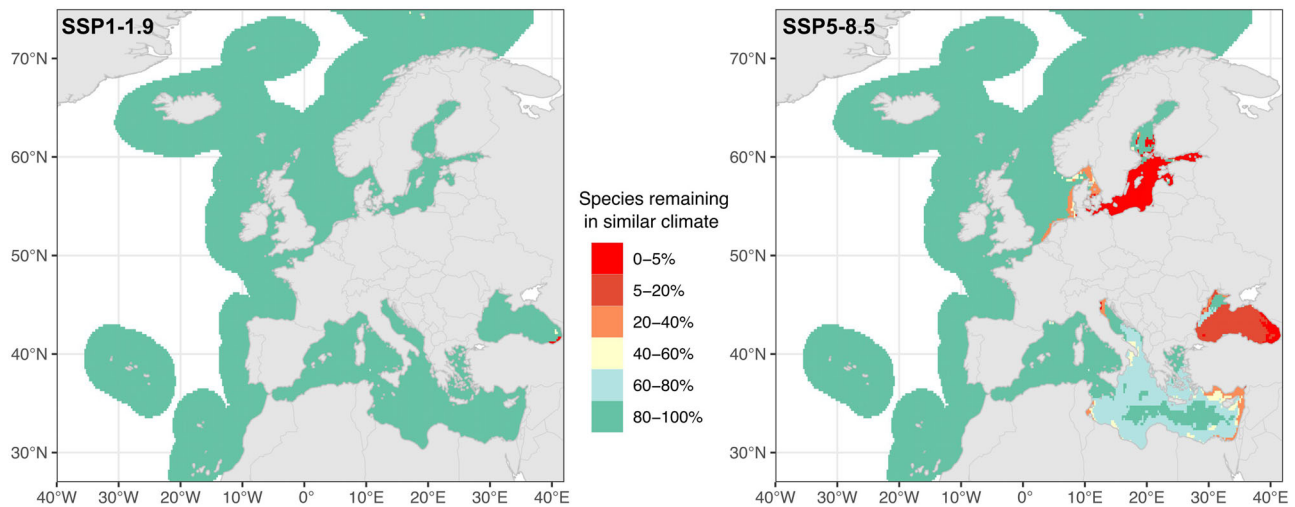 SSP1-1.9
SSP5-8.5
70°N
60°N
50°N
40°N
30°N
40°W 30°W 20°W 10°W 0° 10°E 20°E 30°E 40°E
Species remaining
in similar climate
0–5%
5–20%
20–40%
40–60%
60–80%
80–100%
70°N
60°N
50°N
40°N
30°N
40°W 30°W 20°W 10°W 0° 10°E 20°E 30°E 40°E